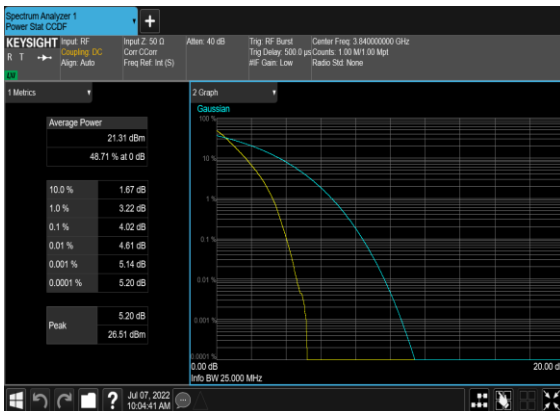 Spectrum Analyzer 1
Power Stat CCDF
KEYSIGHT
R T
LV
Input: RF
Coupling: DC
Align: Auto
Input Z: 50 Ω
Corr CCorr
Freq Ref: Int (S)
Atten: 40 dB
Trig: RF Burst
Trig Delay: 500.0 µs
#IF Gain: Low
Center Freq: 3.840000000 GHz
Counts: 1.00 M/1.00 Mpt
Radio Std: None
1 Metrics
Average Power
21.31 dBm
48.71 % at 0 dB
10.0 % 1.67 dB
1.0 % 3.22 dB
0.1 % 4.02 dB
0.01 % 4.61 dB
0.001 % 5.14 dB
0.0001 % 5.20 dB
Peak
5.20 dB
26.51 dBm
2 Graph
Gaussian
100 %
10 %
1 %
0.1 %
0.01 %
0.001 %
0.0001 %
0.00 dB
20.00 d
Info BW 25.000 MHz
?
Jul 07, 2022
10:04:41 AM